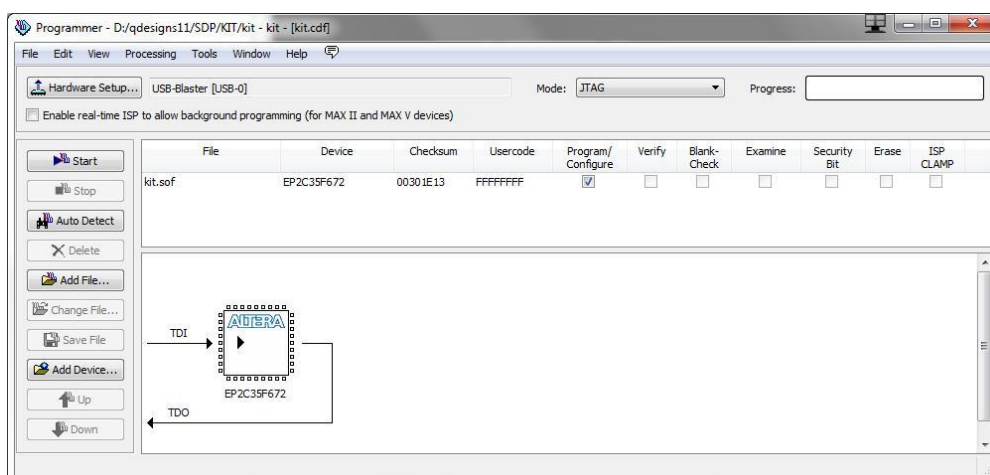 Programmer - D:/qdesigns11/SDP/KIT/kit - kit - [kit.cdf]
File Edit View Processing Tools Window Help
Hardware Setup... USB-Blaster [USB-0] Mode: JTAG Progress:
Enable real-time ISP to allow background programming (for MAX II and MAX V devices)
Start
Stop
Auto Detect
Delete
Add File...
Change File...
Save File
Add Device...
Up
Down
File Device Checksum Usercode Program/ Configure Verify Blank- Check Examine Security Bit Erase ISP CLAMP
kit.sof EP2C35F672 00301E13 FFFFFFFF
TDI
ALTERA
EP2C35F672
TDO